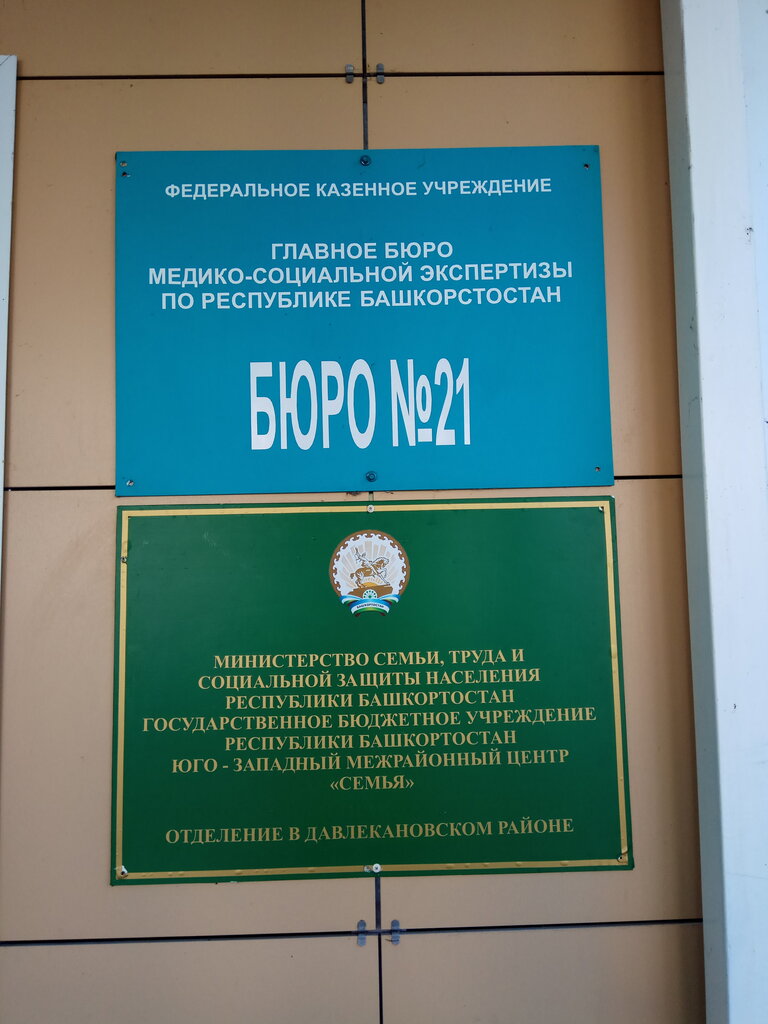 ФЕДЕРАЛЬНОЕ КАЗЕННОЕ УЧРЕЖДЕНИЕ
ГЛАВНОЕ БЮРО
МЕДИКО-СОЦИАЛЬНОЙ ЭКСПЕРТИЗЫ
ПО РЕСПУБЛИКЕ БАШКОРСТОСТАН
БЮРО №21
БАШКОРТОСТАН
МИНИСТЕРСТВО СЕМЬИ, ТРУДА И
СОЦИАЛЬНОЙ ЗАЩИТЫ НАСЕЛЕНИЯ
РЕСПУБЛИКИ БАШКОРТОСТАН
ГОСУДАРСТВЕННОЕ БЮДЖЕТНОЕ УЧРЕЖДЕНИЕ
РЕСПУБЛИКИ БАШКОРТОСТАН
ЮГО - ЗАПАДНЫЙ МЕЖРАЙОННЫЙ ЦЕНТР
«СЕМЬЯ»
ОТДЕЛЕНИЕ В ДАВЛЕКАНОВСКОМ РАЙОНЕ